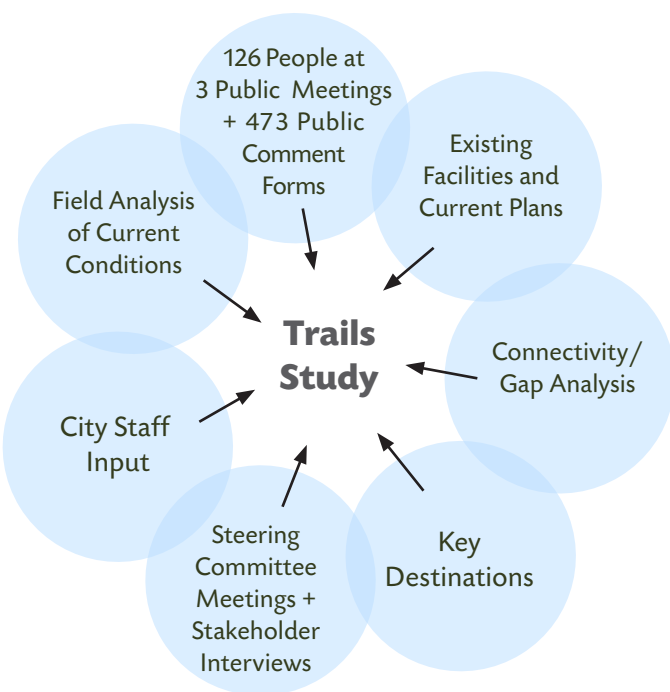 126 People at
3 Public Meetings
+ 473 Public
Comment
Forms
Existing
Facilities and
Current Plans
Connectivity/
Gap Analysis
Key
Destinations
Steering
Committee
Meetings +
Stakeholder
Interviews
City Staff
Input
Field Analysis
of Current
Conditions
Trails
Study